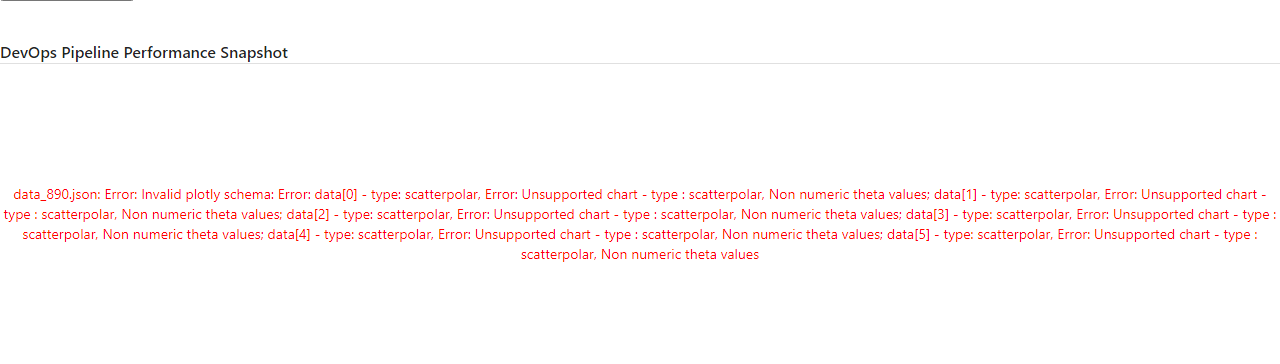 DevOps Pipeline Performance Snapshot
data_890.json: Error: Invalid plotly schema: Error: data[0] - type: scatterpolar, Error: Unsupported chart - type : scatterpolar, Non numeric theta values; data[1] - type: scatterpolar, Error: Unsupported chart -
type : scatterpolar, Non numeric theta values; data[2] - type: scatterpolar, Error: Unsupported chart - type : scatterpolar, Non numeric theta values; data[3] - type: scatterpolar, Error: Unsupported chart - type :
scatterpolar, Non numeric theta values; data[4] - type: scatterpolar, Error: Unsupported chart - type : scatterpolar, Non numeric theta values; data[5] - type: scatterpolar, Error: Unsupported chart - type :
scatterpolar, Non numeric theta values